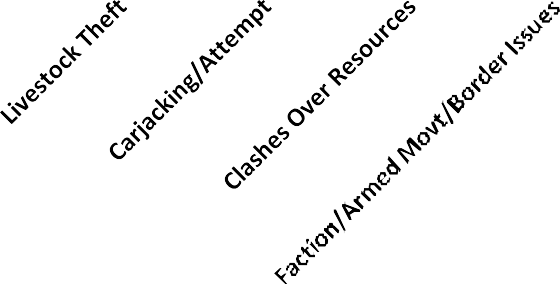 Livestock Theft
Carjacking/Attempt
Clashes Over Resources
Faction/Armed Movt/Border Issues